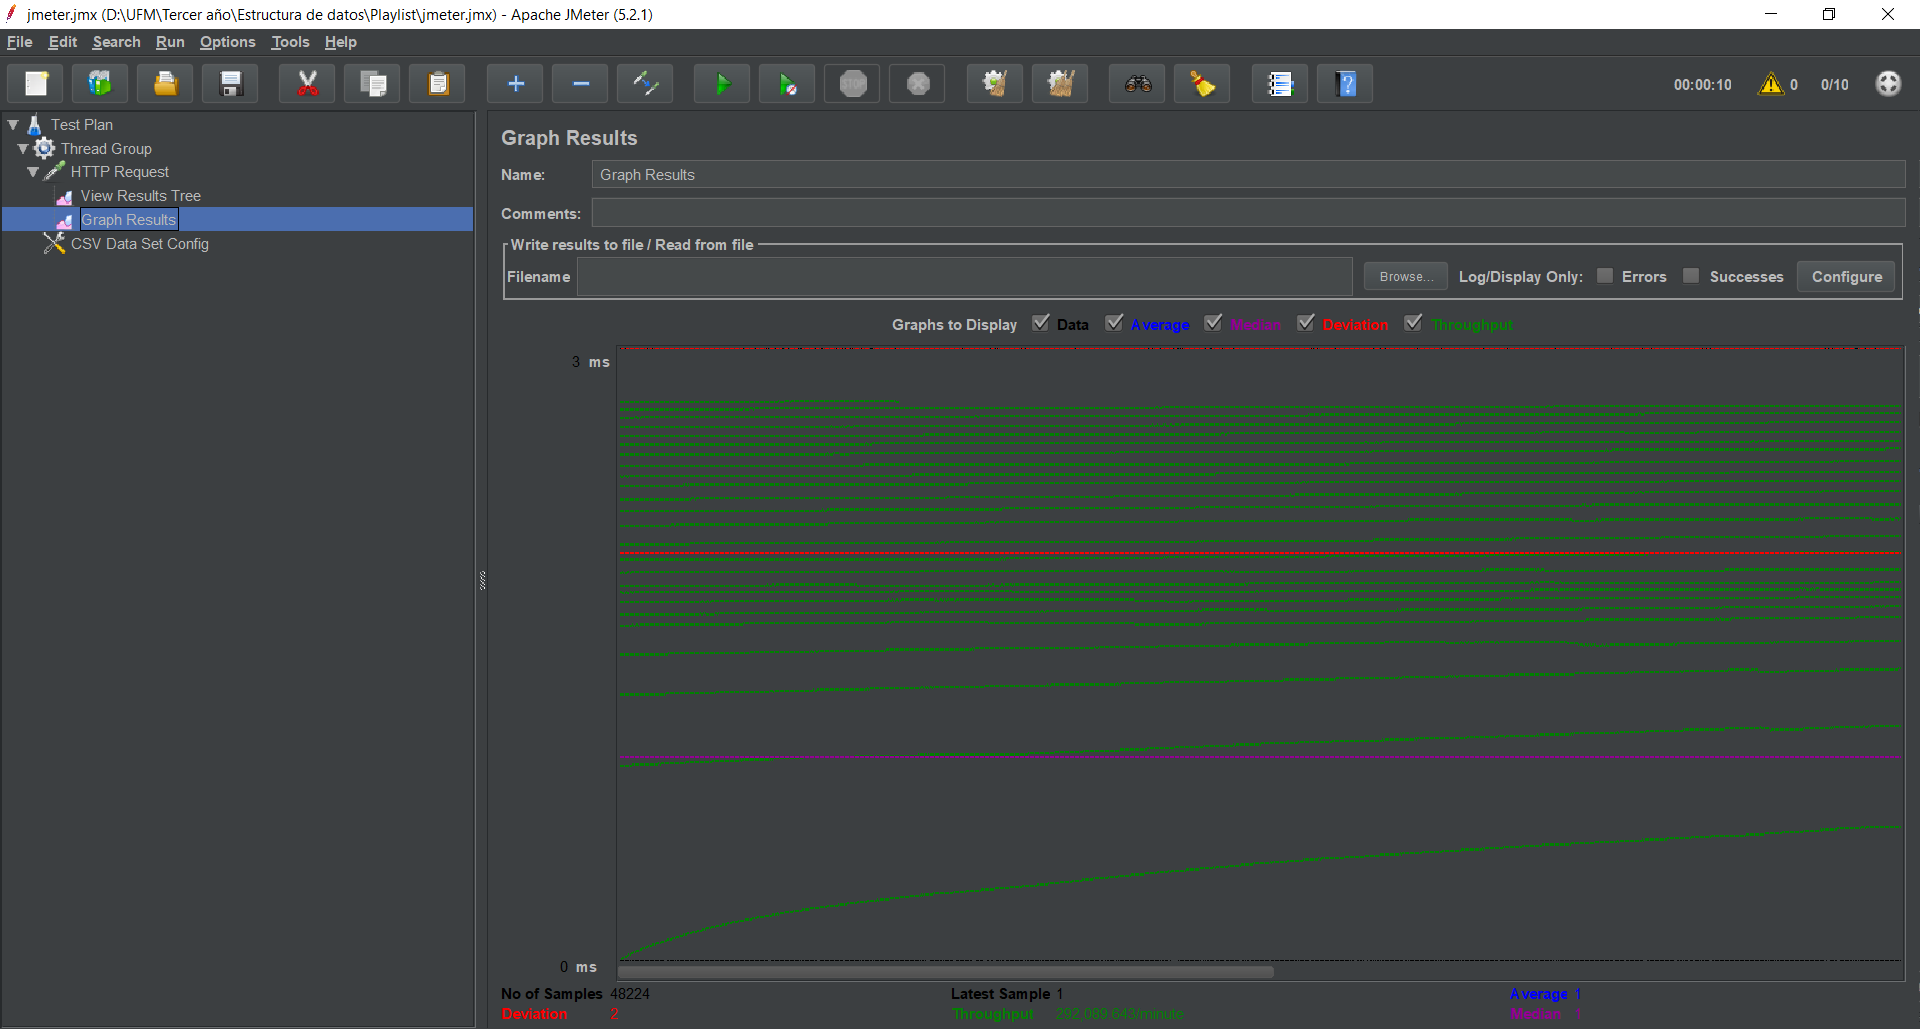 jmeter.jmx (D:\UFM\Tercer año\Estructura de datos\Playlist\jmeter.jmx) - Apache JMeter (5.2.1)
File Edit Search Run Options Tools Help
STOP
00:00:10 0 0/10
Test Plan
Thread Group
HTTP Request
View Results Tree
Graph Results
CSV Data Set Config
Graph Results
Name: Graph Results
Comments:
Write results to file / Read from file
Filename Browse... Log/Display Only: Errors Successes Configure
Graphs to Display Data Average Median Deviation Throughput
3 ms
0 ms
No of Samples 48224 Latest Sample 1 Average 1
Deviation 2 Throughput 292,089.643/minute Median 1